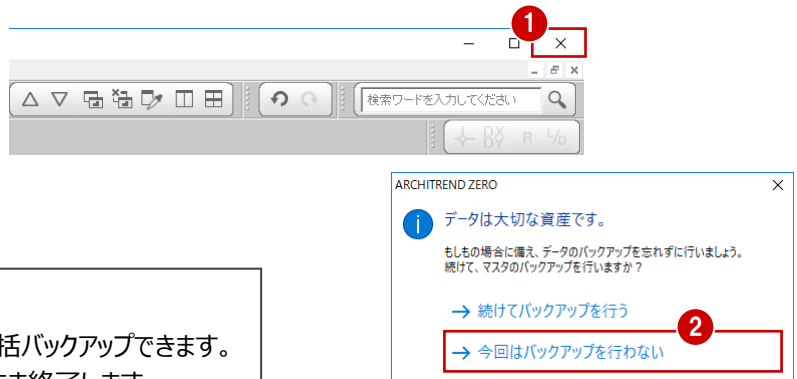 1
検索ワードを入力してください
DX
DY
R
L/D
ARCHITREND ZERO
データは大切な資産です。
もしもの場合に備え、データのバックアップを忘れずに行いましょう。
続けて、マスタのバックアップを行いますか？
→ 続けてバックアップを行う
2
→ 今回はバックアップを行わない
括バックアップできます。